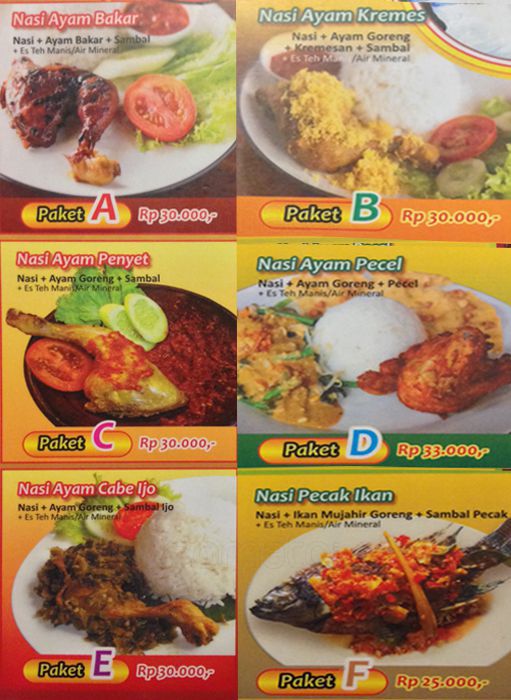 Nasi Ayam Bakar
Nasi + Ayam Bakar + Sambal
+ Es Teh Manis/Air Mineral
Paket A Rp 30.000,-
Nasi Ayam Kremes
Nasi + Ayam Goreng
+ Kremesan + Sambal
+ Es Teh Manis/Air Mineral
Paket B Rp 30.000,-
Nasi Ayam Penyet
Nasi + Ayam Goreng + Sambal
+ Es Teh Manis/Air Mineral
Paket C Rp 30.000,-
Nasi Ayam Pecel
Nasi + Ayam Goreng + Pecel
+ Es Teh Manis/Air Mineral
Paket D Rp 33.000,-
Nasi Ayam Cabe Ijo
Nasi + Ayam Goreng + Sambal Ijo
+ Es Teh Manis/Air Mineral
Paket E Rp 30.000,-
Nasi Pecak Ikan
Nasi + Ikan Mujahir Goreng + Sambal Pecak
+ Es Teh Manis/Air Mineral
Paket F Rp 25.000,-